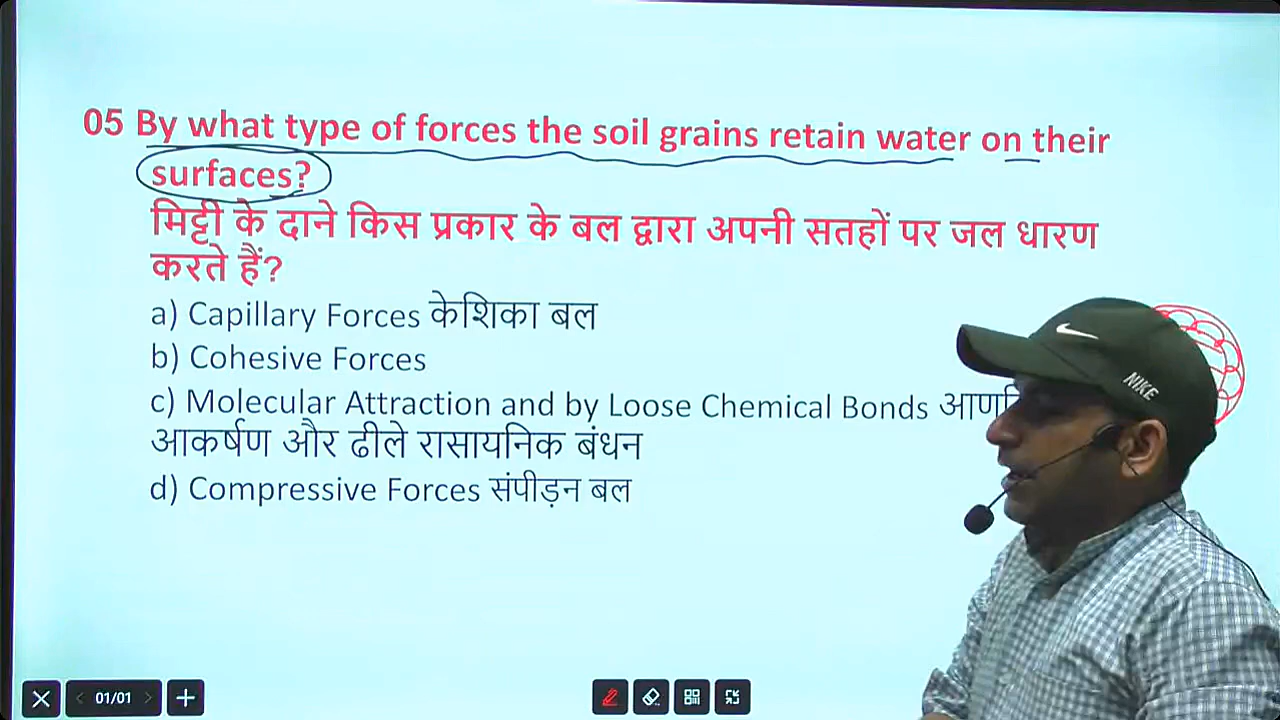 05 By what type of forces the soil grains retain water on their
surfaces?
मिट्टी के दाने किस प्रकार के बल द्वारा अपनी सतहों पर जल धारण
करते हैं?
a) Capillary Forces केशिका बल
b) Cohesive Forces
c) Molecular Attraction and by Loose Chemical Bonds
आकर्षण और ढीले रासायनिक बंधन
d) Compressive Forces संपीड़न बल
NIKE
01/01